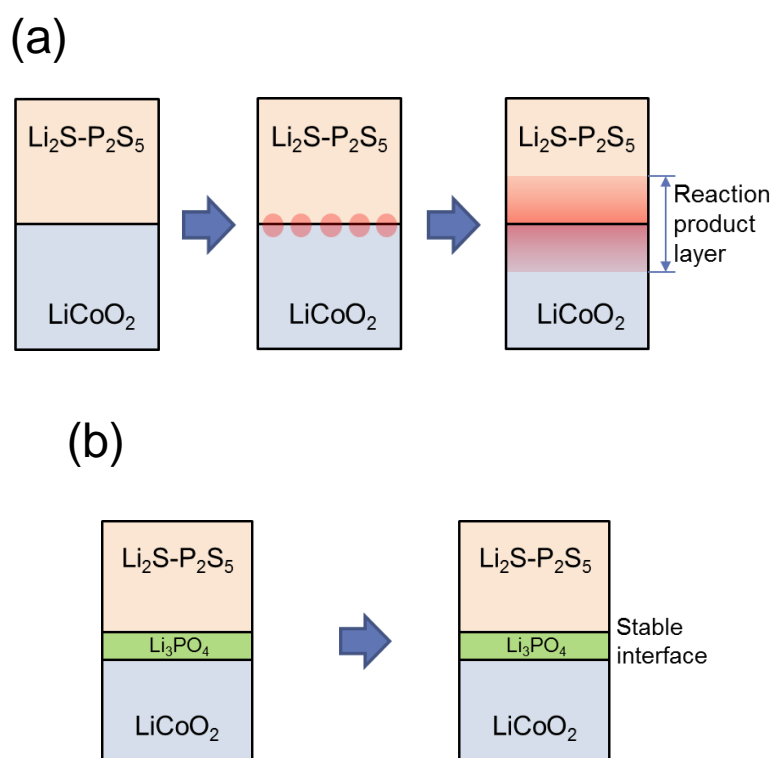 (a)
Li₂S-P₂S₅
Li₂S-P₂S₅
Li₂S-P₂S₅
Reaction
product
layer
LiCoO₂
LiCoO₂
LiCoO₂
(b)
Li₂S-P₂S₅
Li₂S-P₂S₅
Li₃PO₄
Li₃PO₄
Stable
interface
LiCoO₂
LiCoO₂